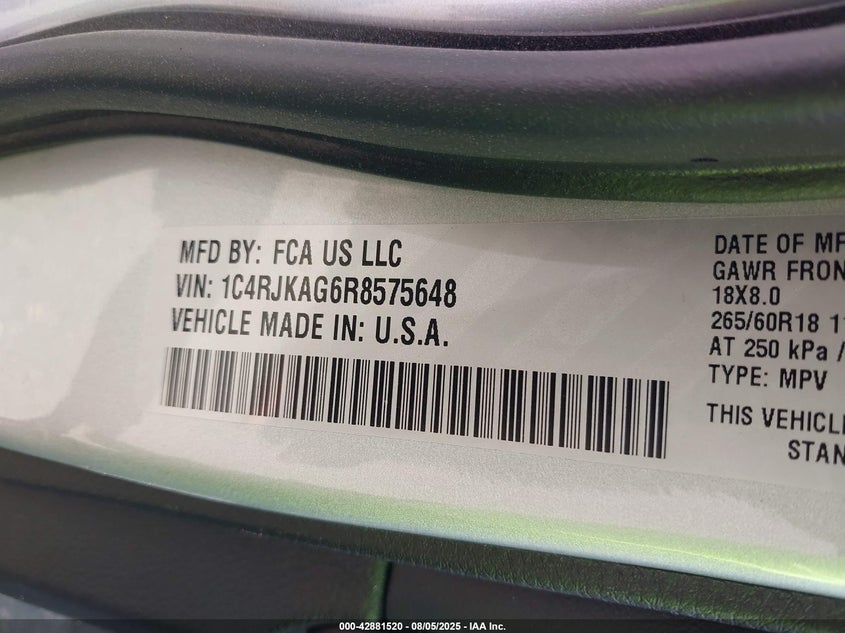 MFD BY: FCA US LLC
VIN: 1C4RJKAG6R8575648
VEHICLE MADE IN: U.S.A.
DATE OF MF
GAWR FRON
18X8.0
265/60R18 11
AT 250 kPa /
TYPE: MPV
THIS VEHICL
STAN
000-42881520 - 08/05/2025 - IAA Inc.